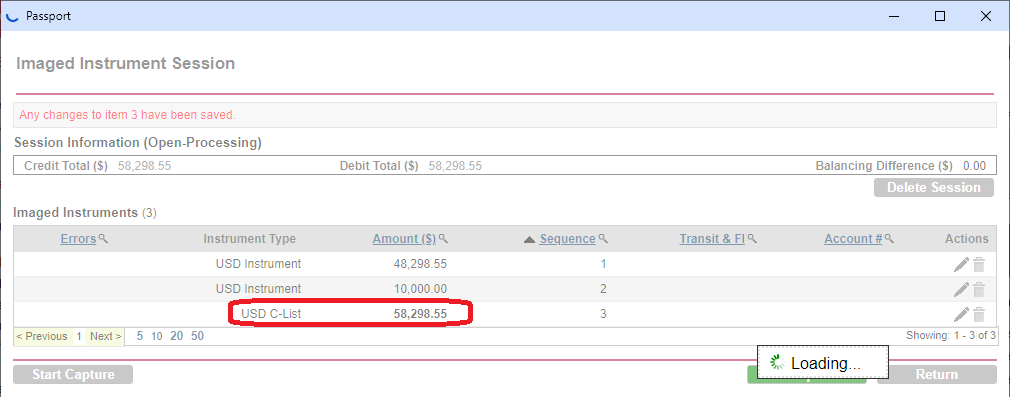 Passport
Imaged Instrument Session
Any changes to item 3 have been saved.
Session Information (Open-Processing)
Credit Total ($) 58,298.55 Debit Total ($) 58,298.55 Balancing Difference ($) 0.00
Delete Session
Imaged Instruments (3)
Errors Instrument Type Amount ($) Sequence Transit & FI Account # Actions
USD Instrument 48,298.55 1
USD Instrument 10,000.00 2
USD C-List 58,298.55 3
< Previous 1 Next > 5 10 20 50 Showing: 1 - 3 of 3
Loading...
Start Capture Return